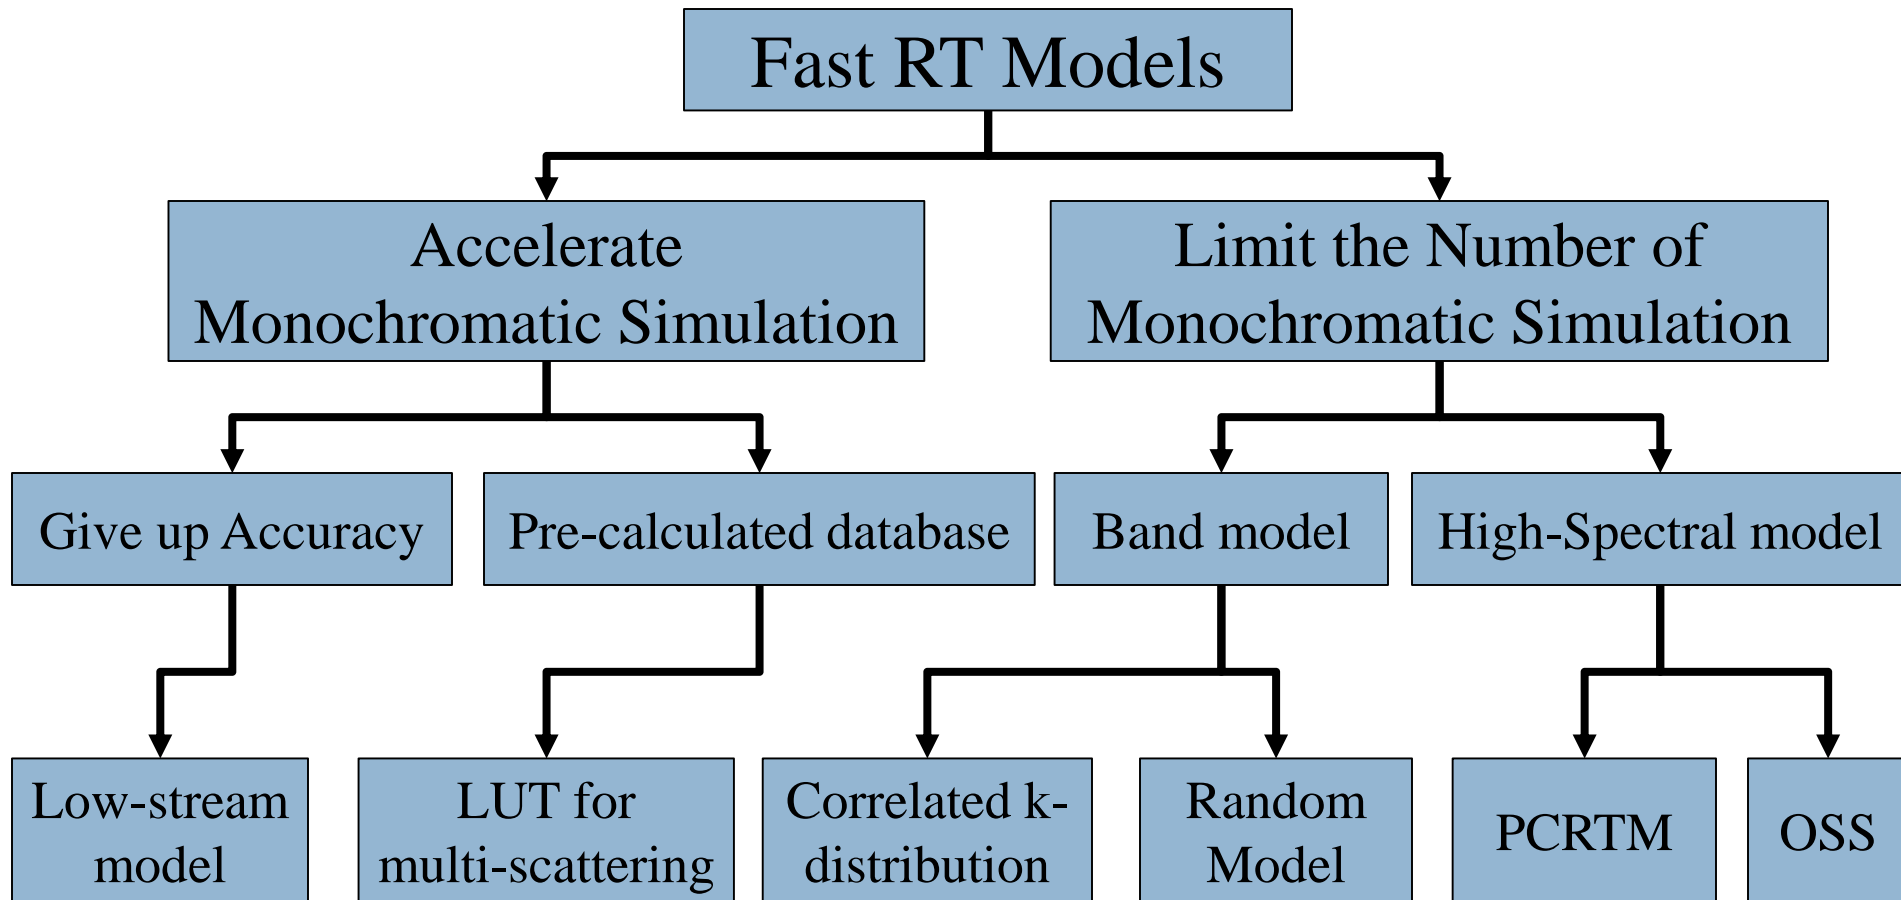 Fast RT Models
Accelerate
Monochromatic Simulation
Limit the Number of
Monochromatic Simulation
Give up Accuracy
Pre-calculated database
Band model
High-Spectral model
Low-stream
model
LUT for
multi-scattering
Correlated k-
distribution
Random
Model
PCRTM
OSS